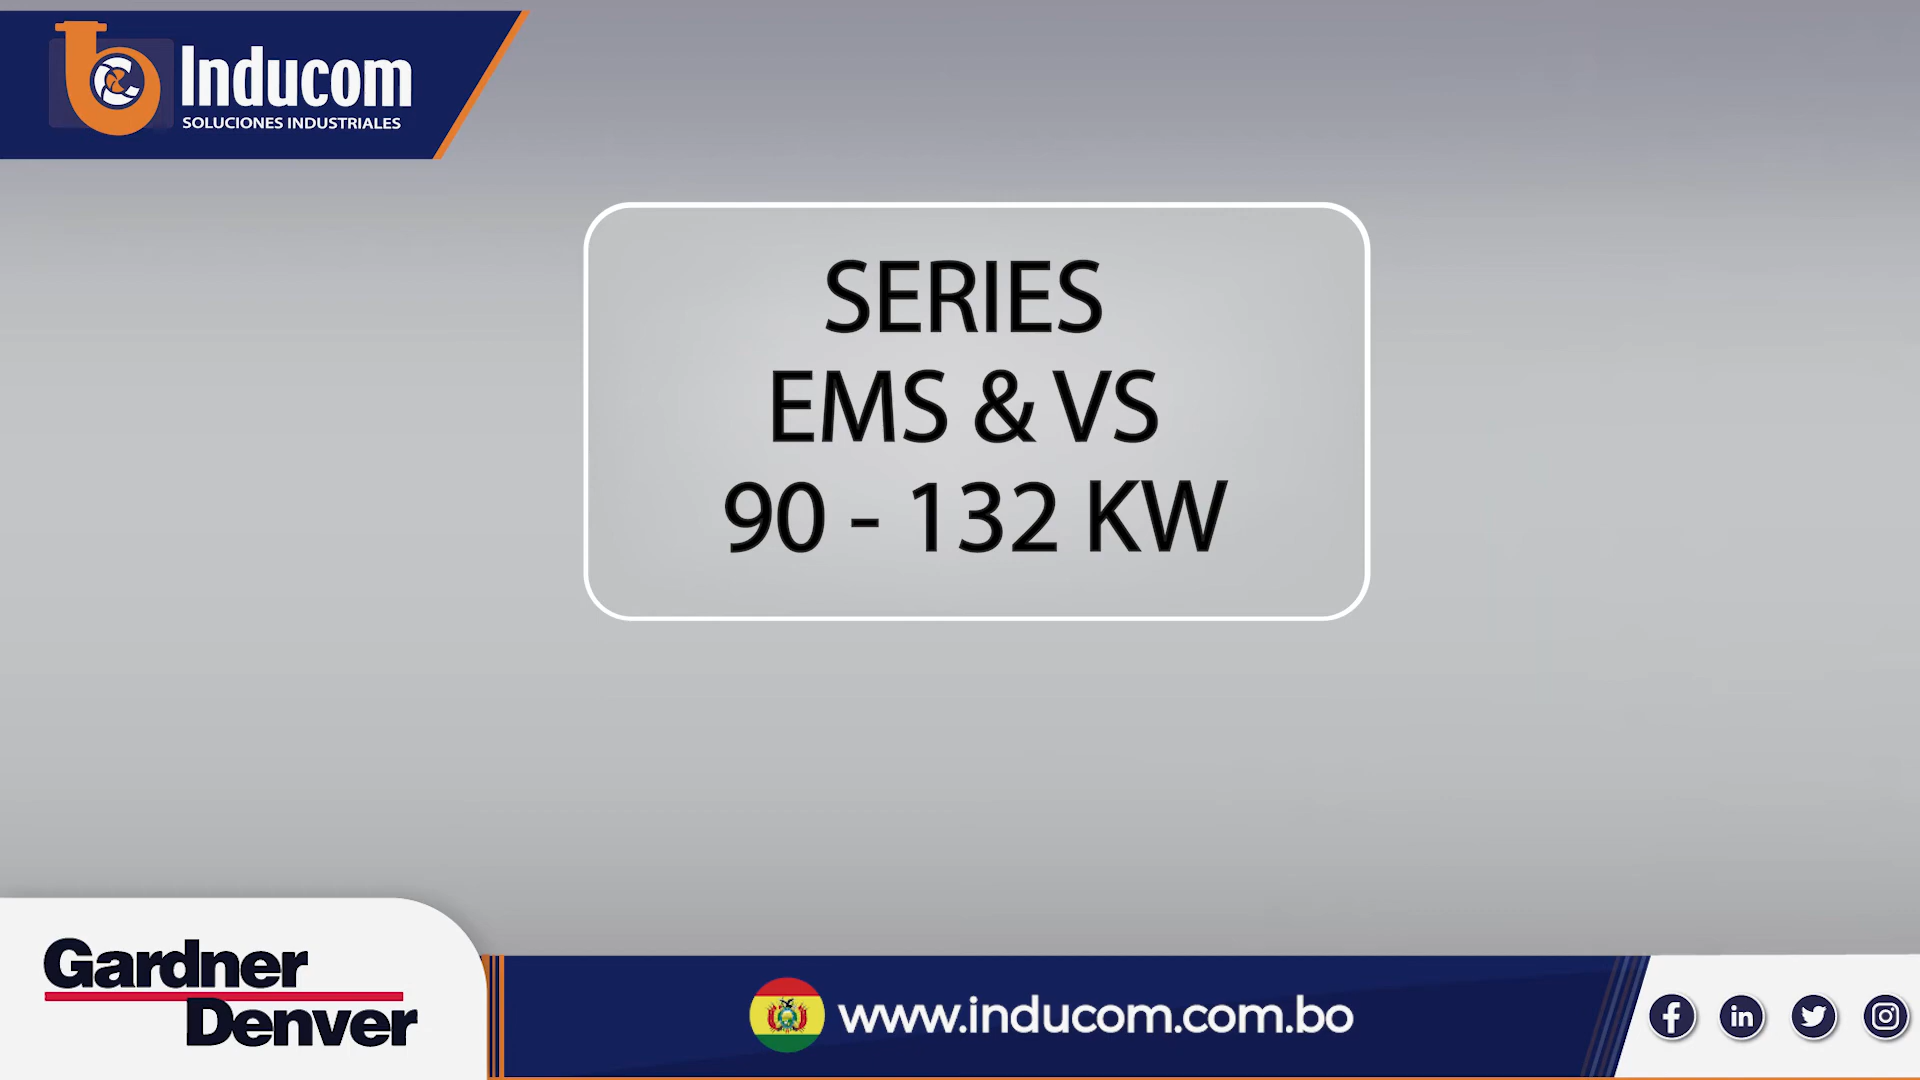 Inducom
SOLUCIONES INDUSTRIALES
SERIES
EMS & VS
90 - 132 KW
Gardner
Denver
www.inducom.com.bo